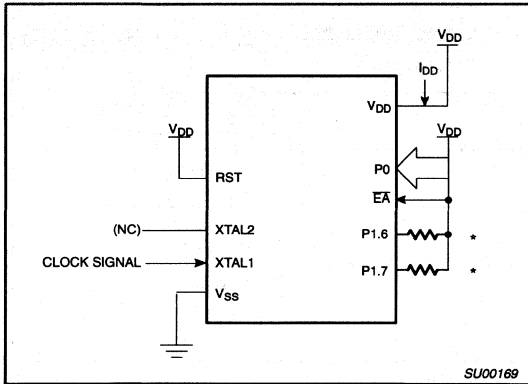 VDD
IDD
VDD
VDD
VDD
RST
P0
EA
(NC)
XTAL2
P1.6
*
CLOCK SIGNAL
XTAL1
P1.7
*
VSS
SU00169